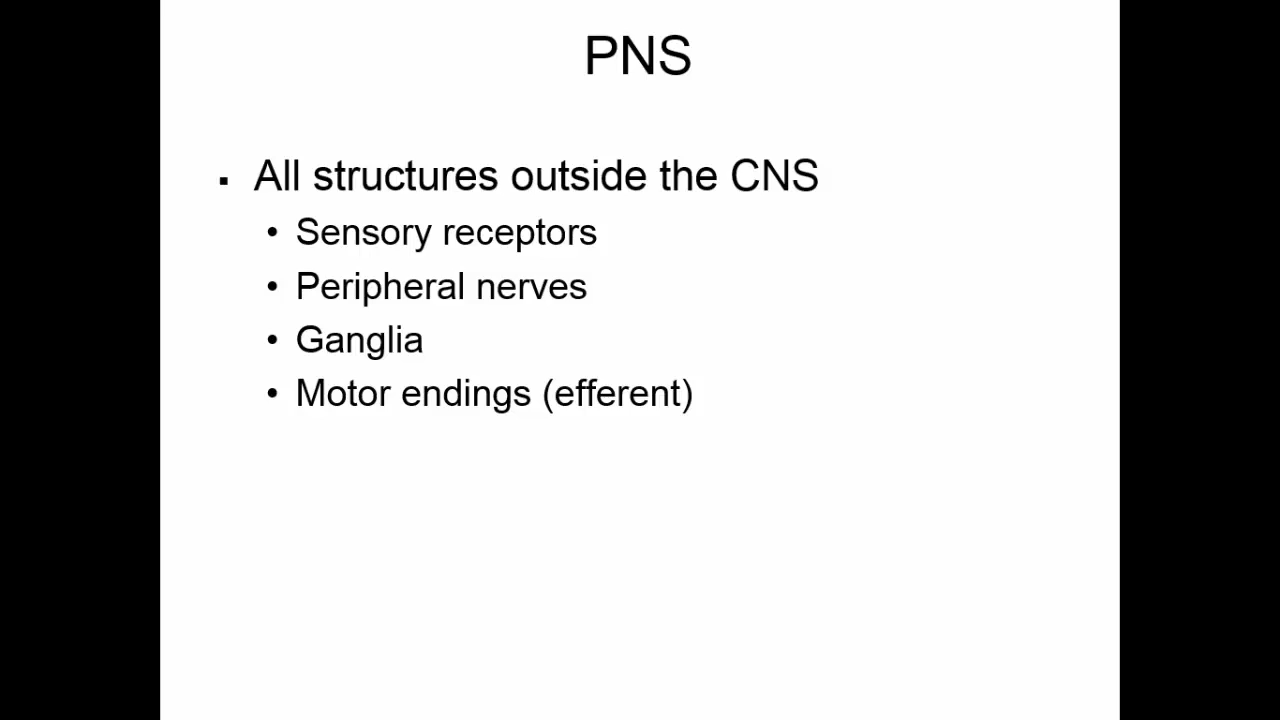 PNS
▪ All structures outside the CNS
• Sensory receptors
• Peripheral nerves
• Ganglia
• Motor endings (efferent)